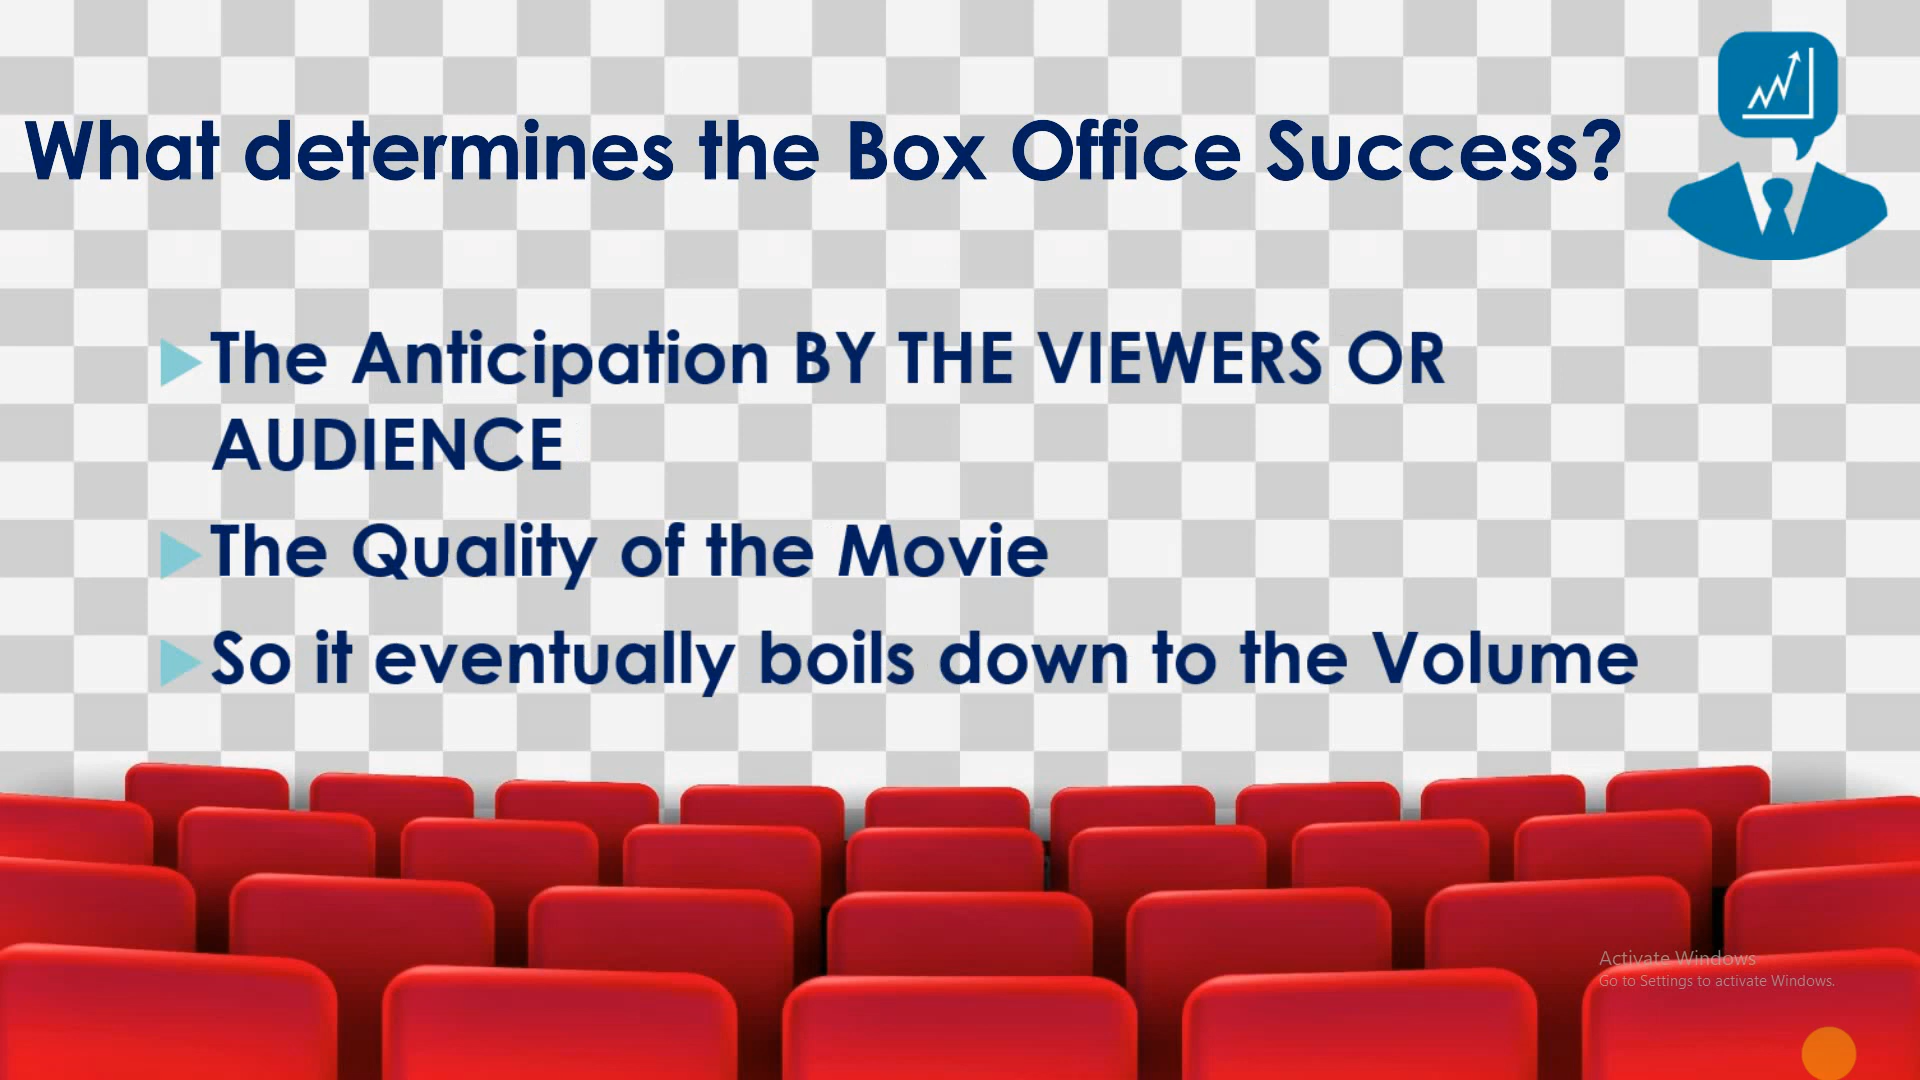 What determines the Box Office Success?
The Anticipation BY THE VIEWERS OR
AUDIENCE
The Quality of the Movie
So it eventually boils down to the Volume
Activate Windows
Go to Settings to activate Windows.